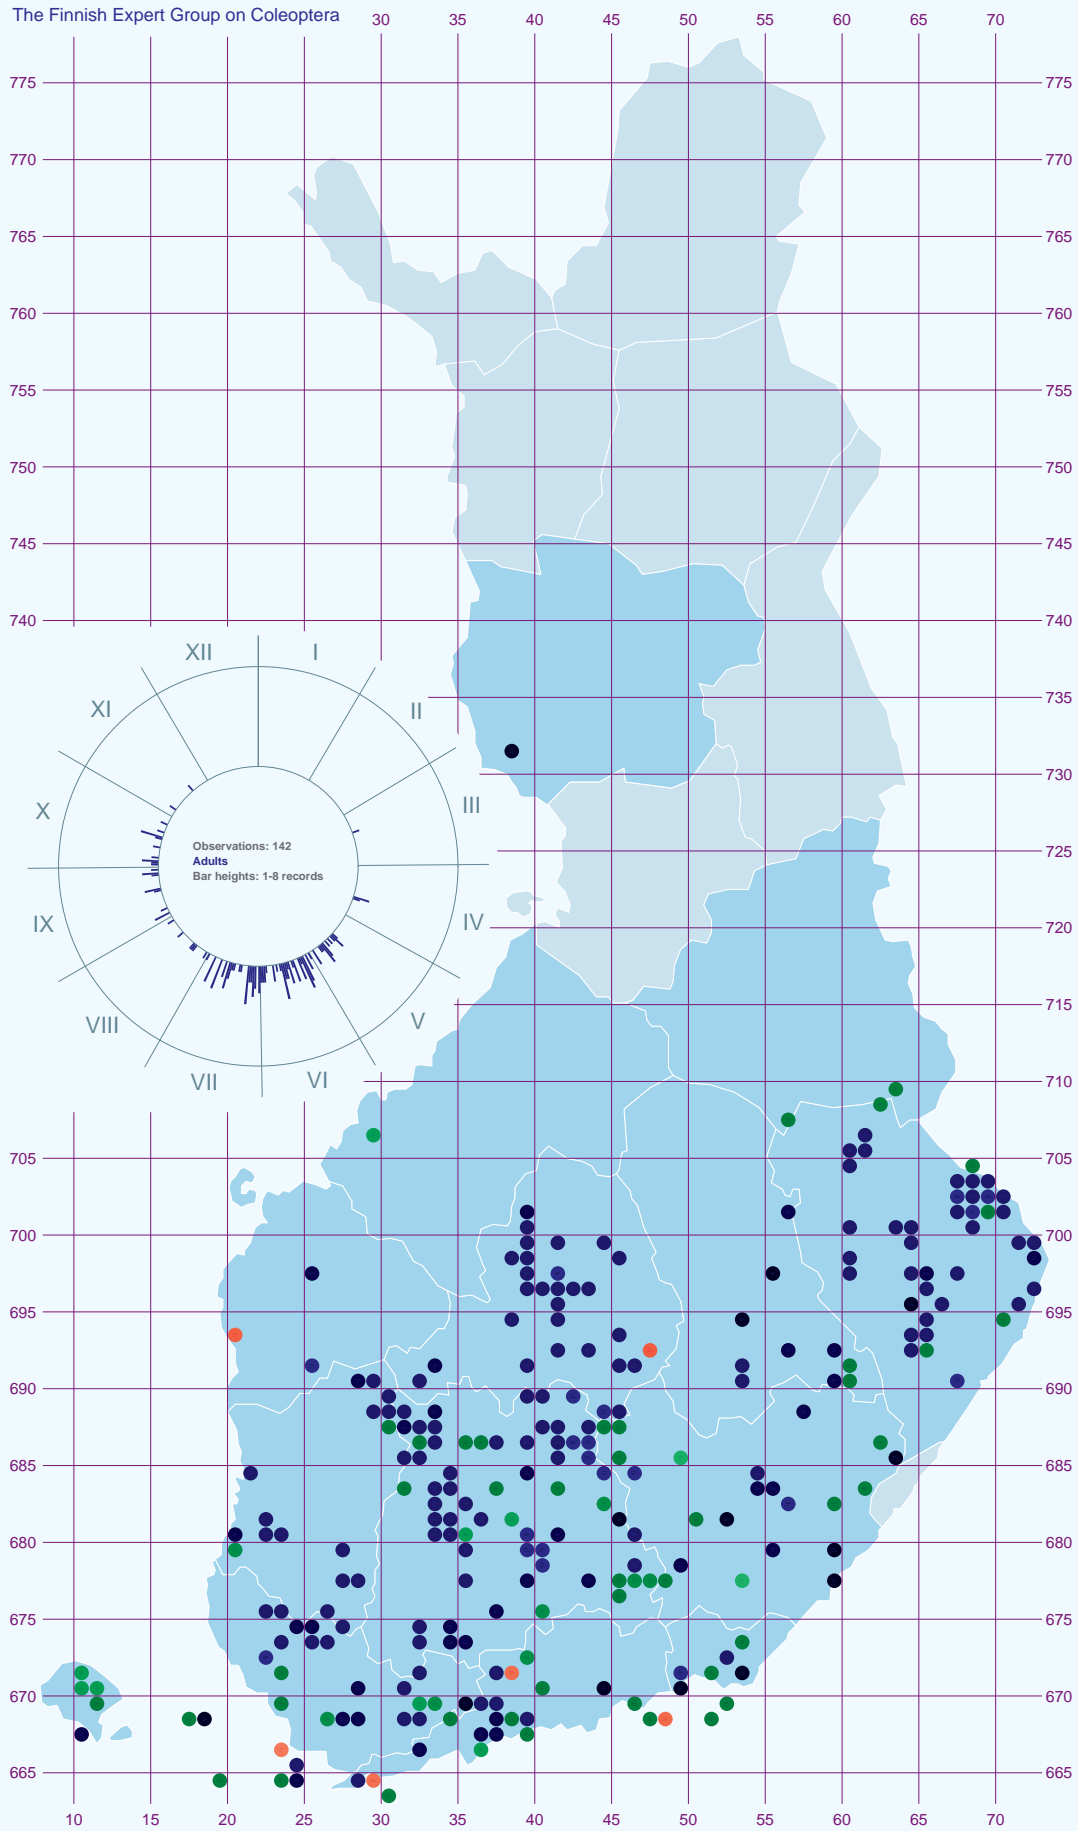 The Finnish Expert Group on Coleoptera
30 40 45 50 55 60 65 70
775 775
770 770
765 765
760 760
755 755
750 750
745 745
740 740
XII I
XI II
735
730
X III
Observations: 142
Adults
Bar heights: 1-8 records
725
IX IV
720
VIII V
715
VII VI
710
705 705
700 700
695 695
690 690
685 685
680 680
675 675
670 670
665 665
10 15 20 25 30 35 40 45 50 55 60 65 70